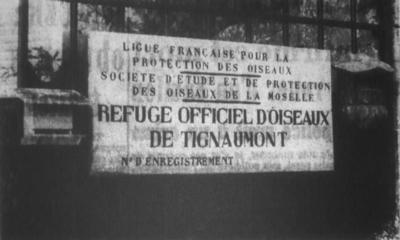 LIGUE FRANCAISE POUR LA
PROTECTION DES OISEAUX
SOCIETE D'ETUDE ET DE PROTECTION
DES OISEAUX DE LA MOSELLE
REFUGE OFFICIEL D'OISEAUX
DE TIGNAUMONT
N° D'ENREGISTREMENT